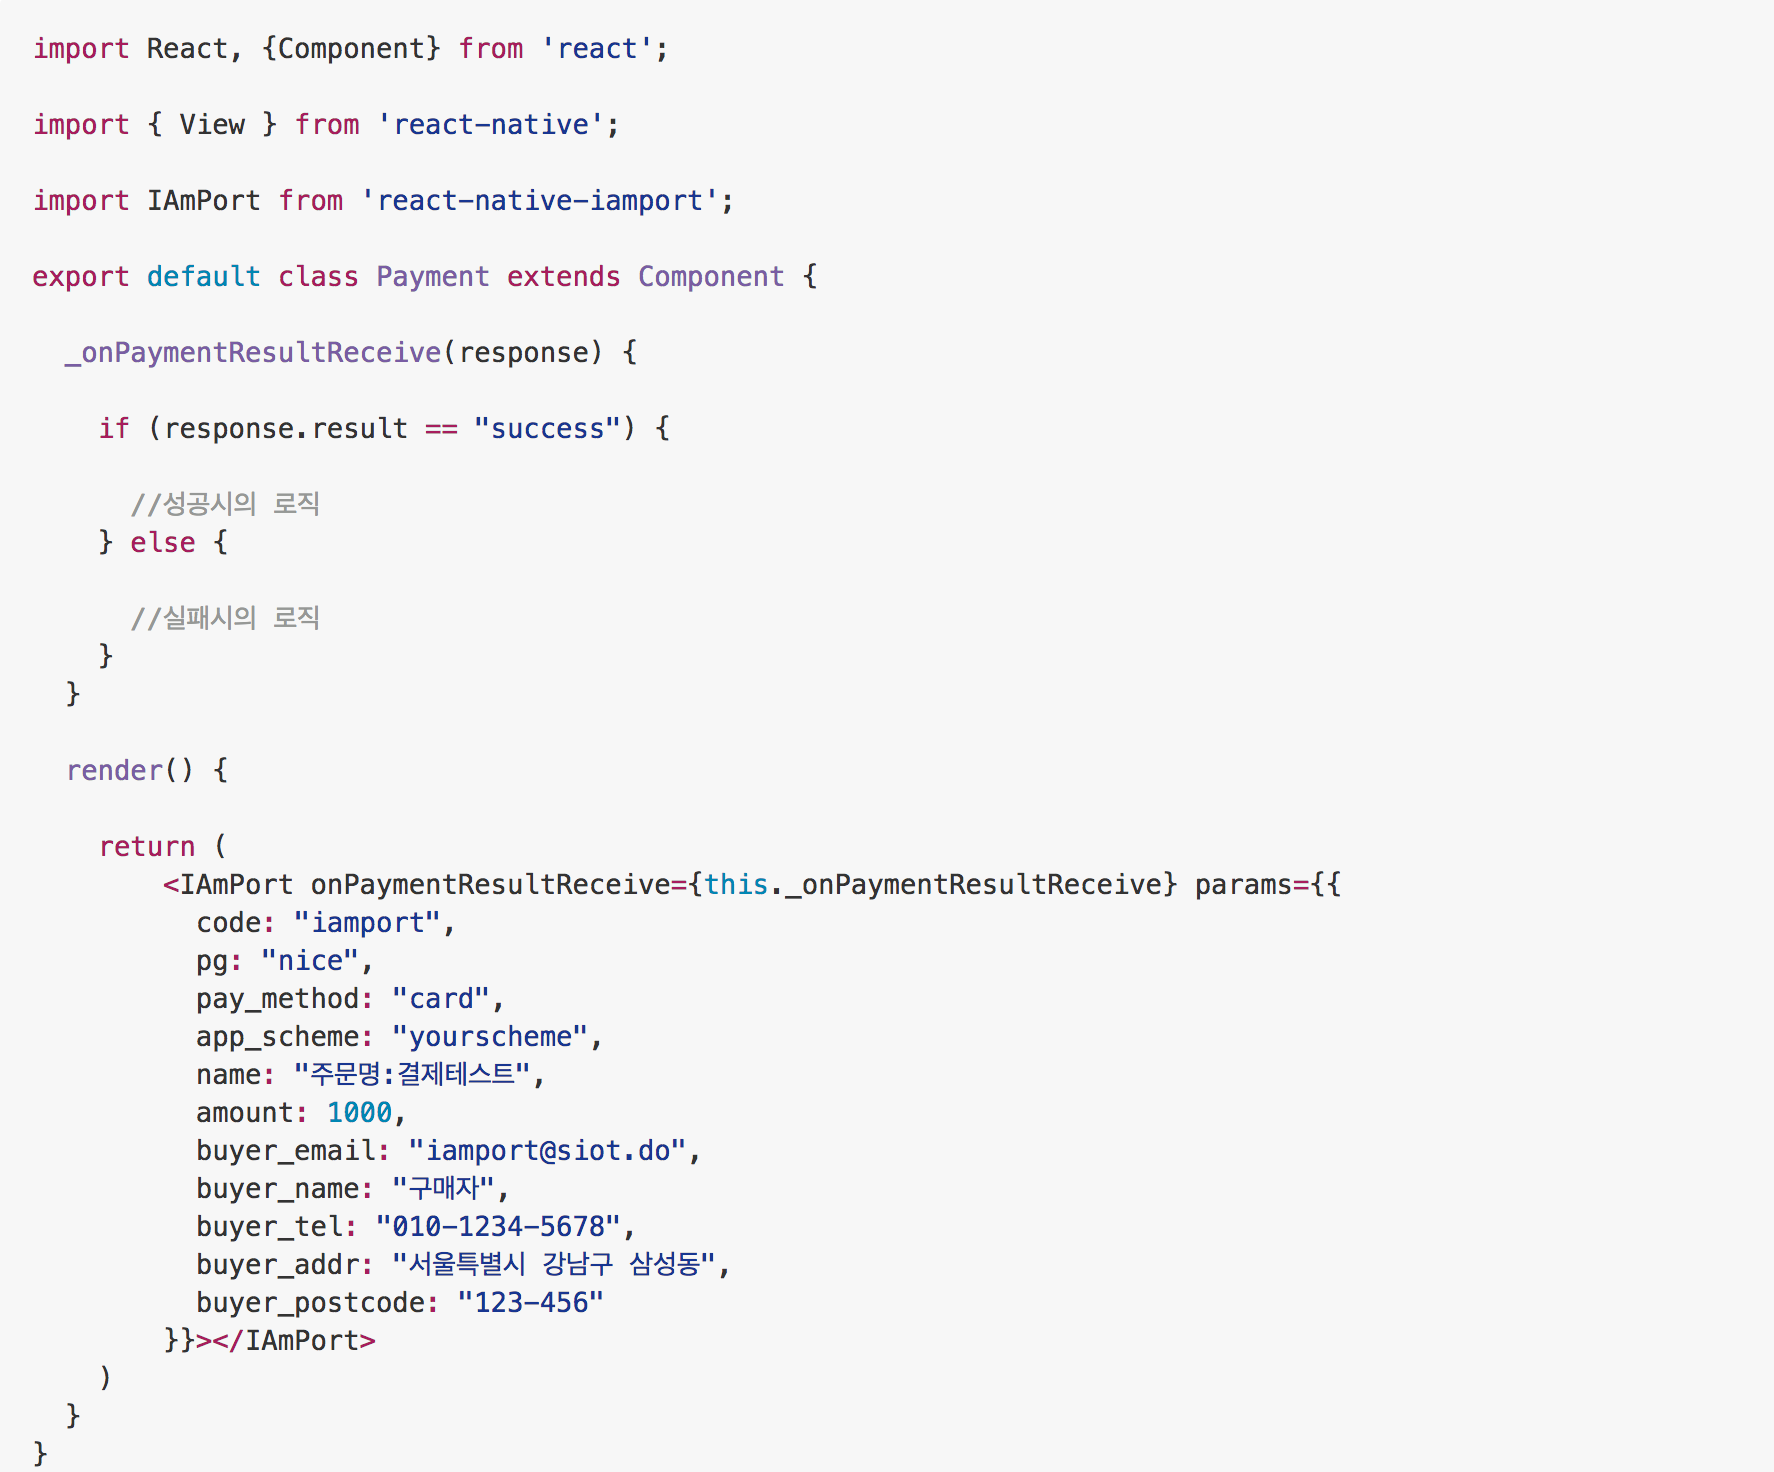 import React, {Component} from 'react';
import { View } from 'react-native';
import IAmPort from 'react-native-iamport';
export default class Payment extends Component {
_onPaymentResultReceive(response) {
if (response.result == "success") {
//성공시의 로직
} else {
//실패시의 로직
}
}
render() {
return (
<IAmPort onPaymentResultReceive={this._onPaymentResultReceive} params={{
code: "iamport",
pg: "nice",
pay_method: "card",
app_scheme: "yourscheme",
name: "주문명:결제테스트",
amount: 1000,
buyer_email: "iamport@siot.do",
buyer_name: "구매자",
buyer_tel: "010-1234-5678",
buyer_addr: "서울특별시 강남구 삼성동",
buyer_postcode: "123-456"
}}></IAmPort>
)
}
}